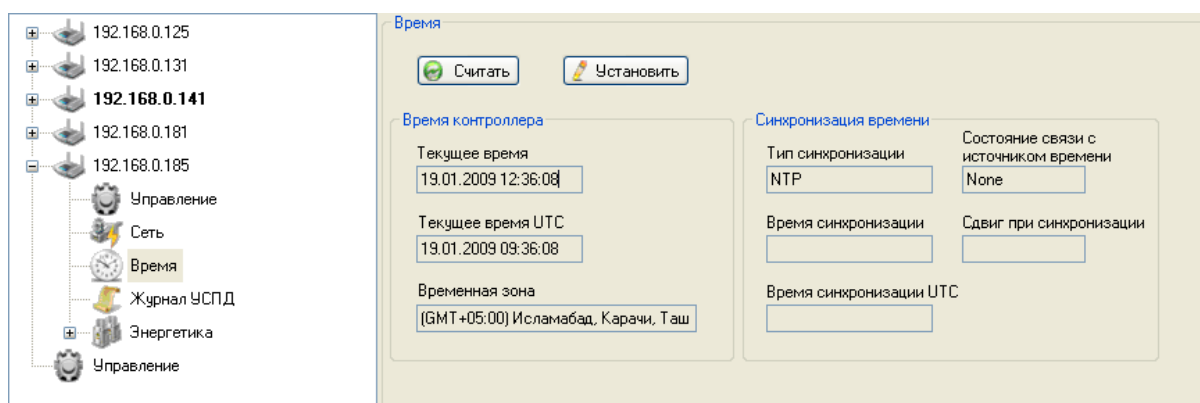 192.168.0.125
192.168.0.131
192.168.0.141
192.168.0.181
192.168.0.185
Управление
Сеть
Время
Журнал УСПД
Энергетика
Управление
Время
Считать
Установить
Время контроллера
Текущее время
19.01.2009 12:36:08
Текущее время UTC
19.01.2009 09:36:08
Временная зона
(GMT+05:00) Исламабад, Карачи, Таш
Синхронизация времени
Тип синхронизации
NTP
Состояние связи с
источником времени
None
Время синхронизации
Сдвиг при синхронизации
Время синхронизации UTC